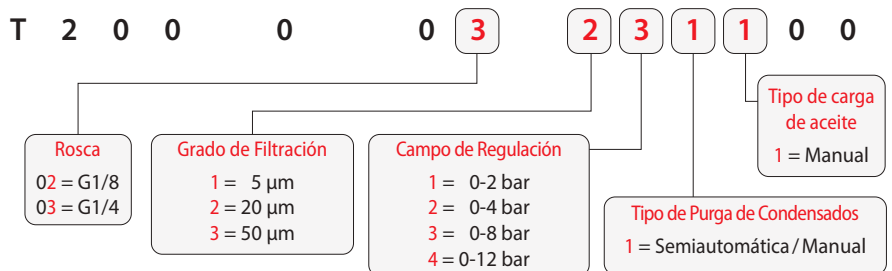 T 2 0 0 0 0 3 2 3 1 1 0 0
Tipo de carga
de aceite
1 = Manual
Rosca
02 = G1/8
03 = G1/4
Grado de Filtración
1 = 5 µm
2 = 20 µm
3 = 50 µm
Campo de Regulación
1 = 0-2 bar
2 = 0-4 bar
3 = 0-8 bar
4 = 0-12 bar
Tipo de Purga de Condensados
1 = Semiautomática / Manual